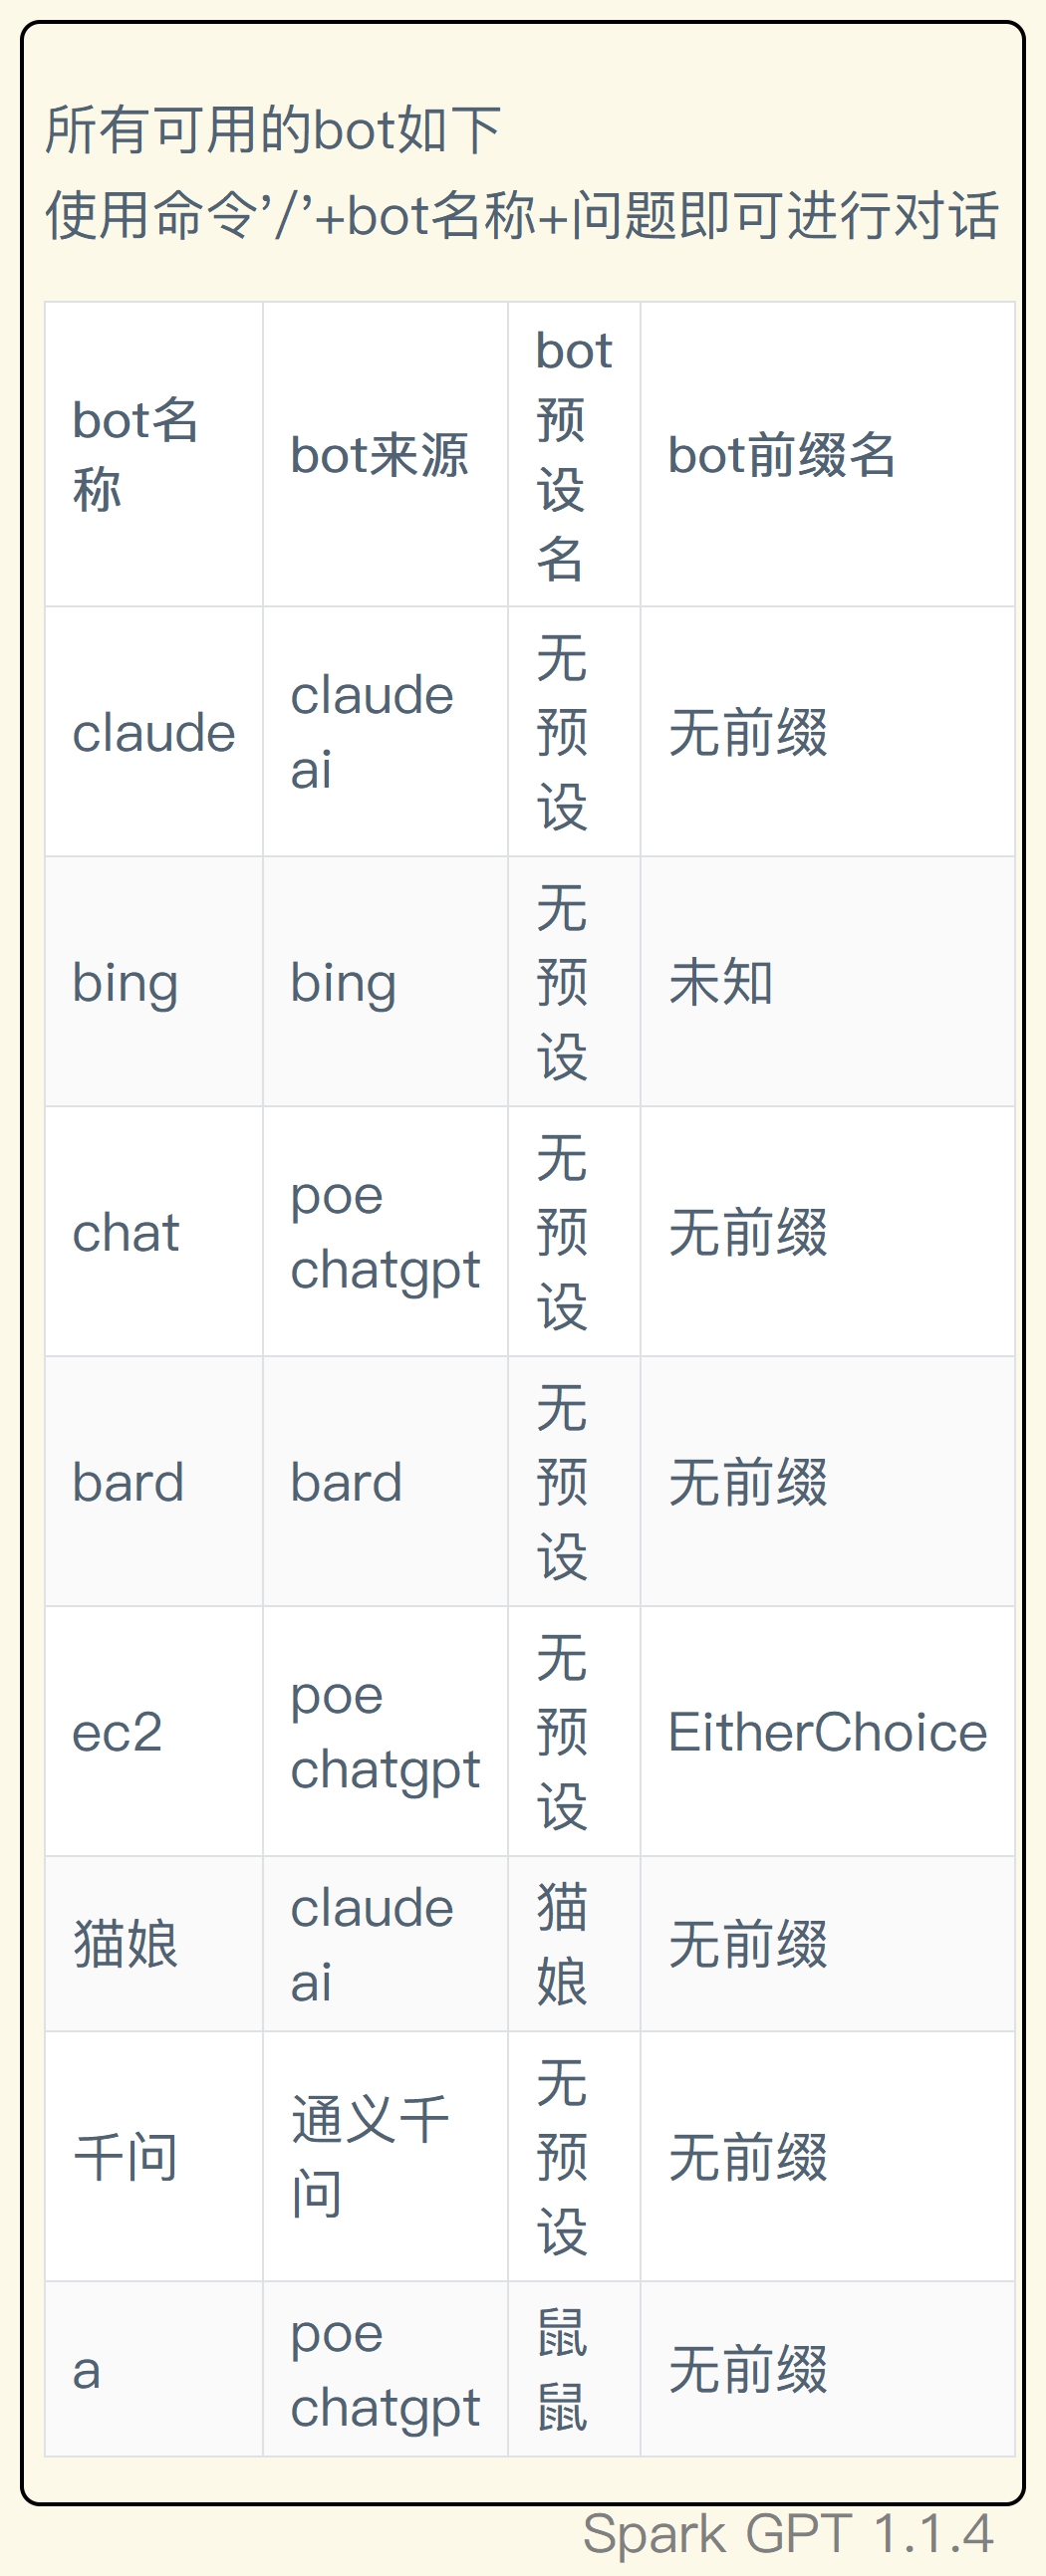 所有可用的bot如下
使用命令'/'+bot名称+问题即可进行对话
bot名
称
bot来源
bot
预
设
名
bot前缀名
claude
claude
ai
无
预
设
无前缀
bing
bing
无
预
设
未知
chat
poe
chatgpt
无
预
设
无前缀
bard
bard
无
预
设
无前缀
ec2
poe
chatgpt
无
预
设
EitherChoice
猫娘
claude
ai
猫
娘
无前缀
千问
通义千
问
无
预
设
无前缀
a
poe
chatgpt
鼠
鼠
无前缀
Spark GPT 1.1.4